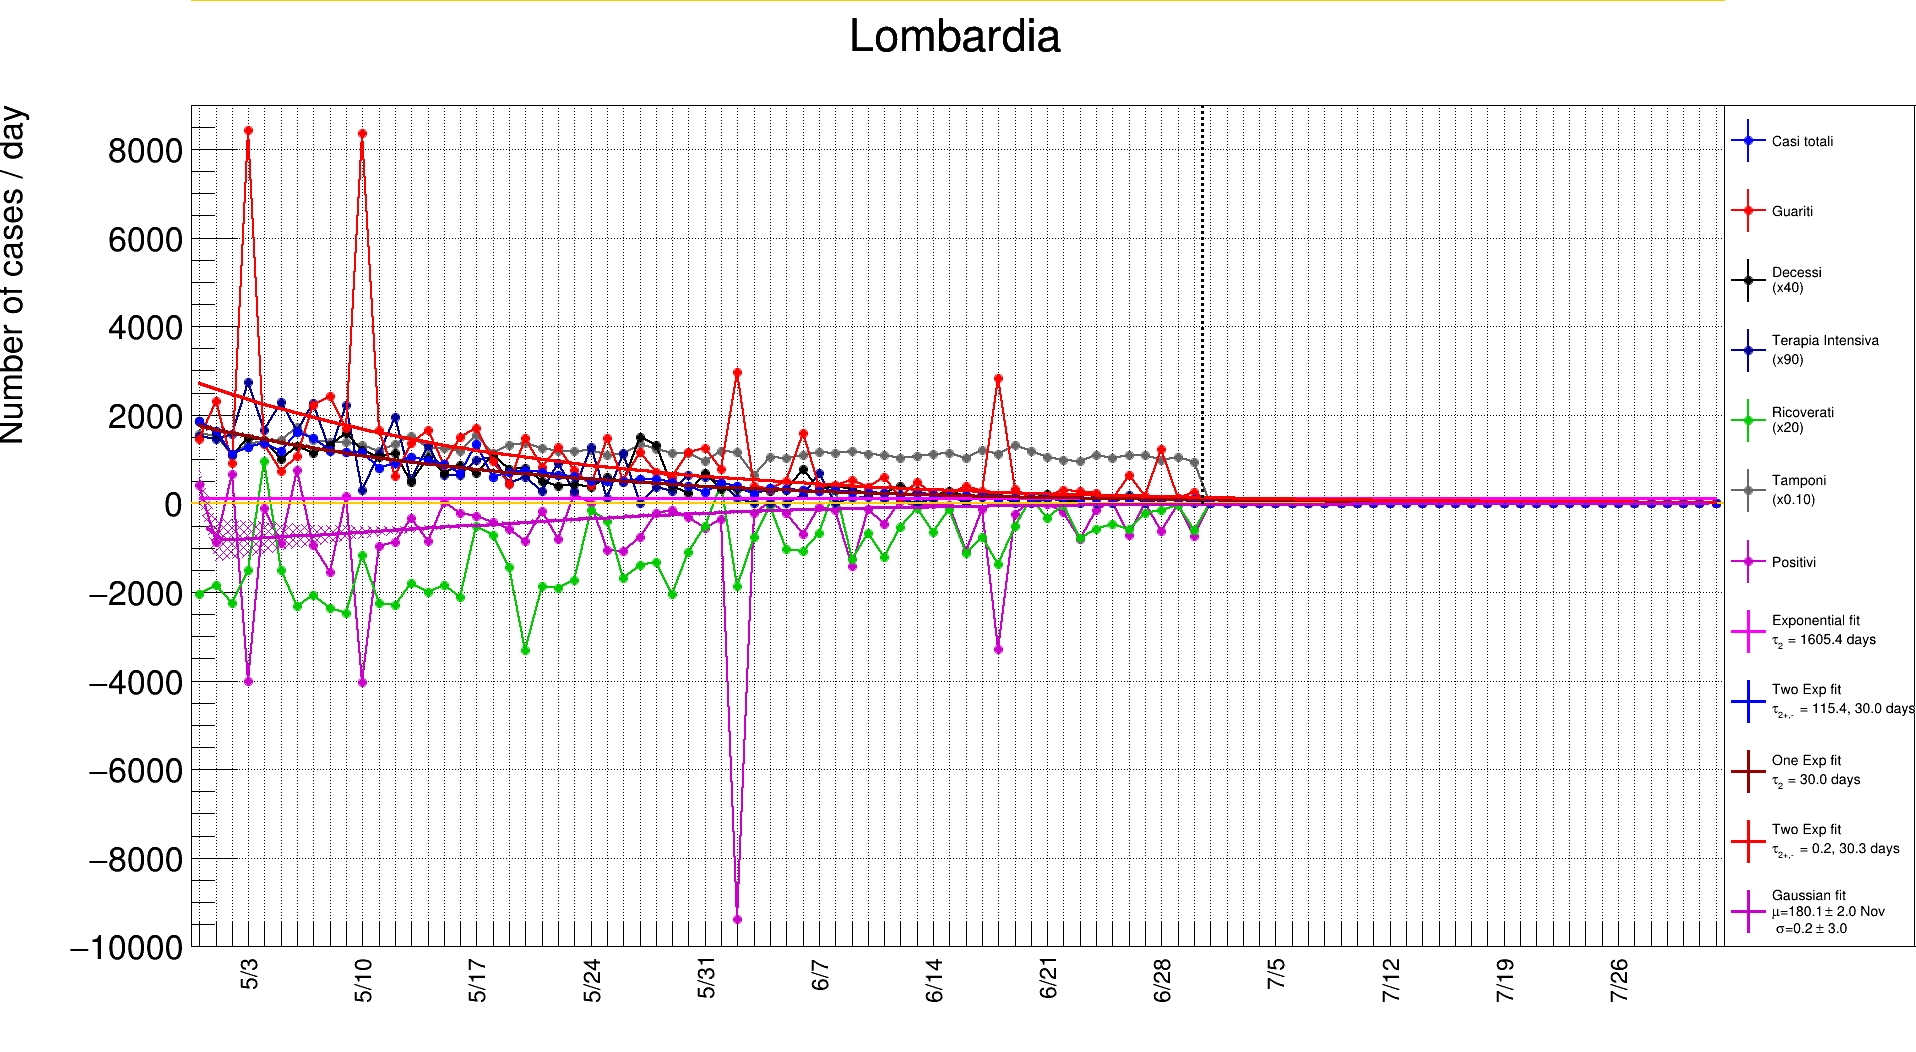 Lombardia
Number of cases / day
8000
6000
4000
2000
0
−2000
−4000
−6000
−8000
−10000
5/3
5/10
5/17
5/24
5/31
6/7
6/14
6/21
6/28
7/5
7/12
7/19
7/26
Casi totali
Guariti
Decessi
(x40)
Terapia Intensiva
(x90)
Ricoverati
(x20)
Tamponi
(x0.10)
Positivi
Exponential fit
τ2 = 1605.4 days
Two Exp fit
τ2+,- = 115.4, 30.0 days
One Exp fit
τ2 = 30.0 days
Two Exp fit
τ2+,- = 0.2, 30.3 days
Gaussian fit
μ=180.1± 2.0 Nov
σ=0.2± 3.0